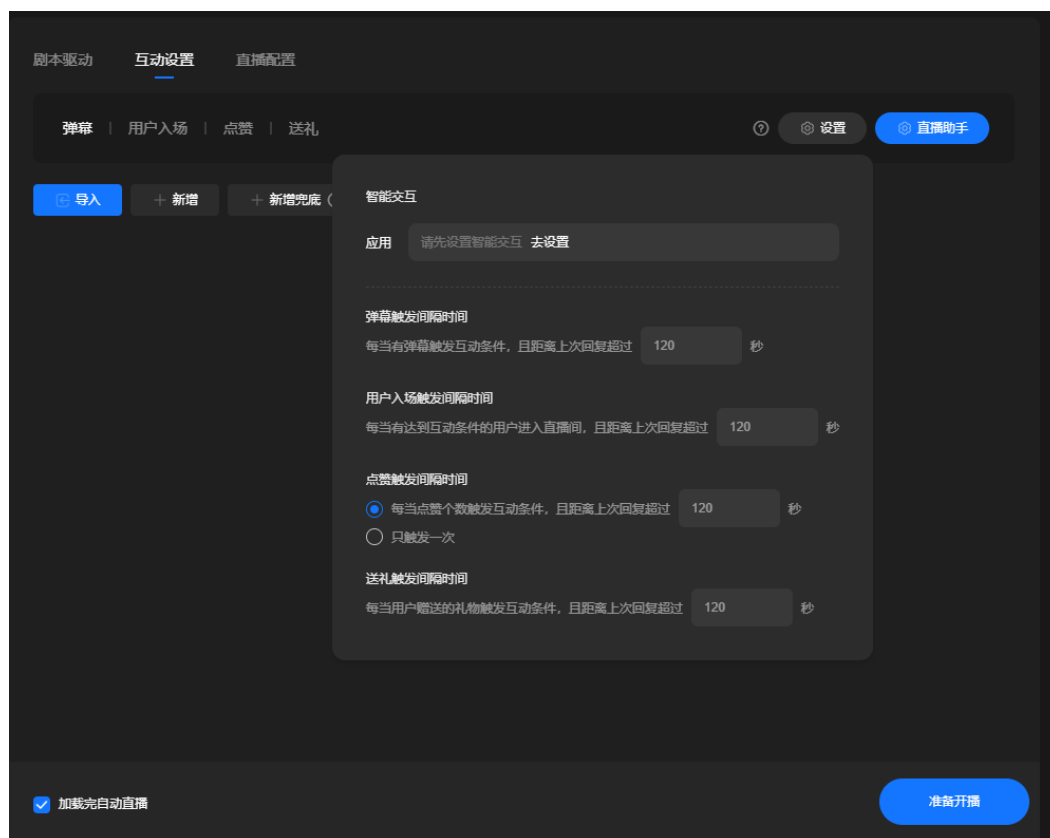 剧本驱动 互动设置 直播配置
弹幕 用户入场 点赞 送礼 设置 直播助手
导入 新增 新增兜底（
智能交互
应用 请先设置智能交互 去设置
弹幕触发间隔时间
每当有弹幕触发互动条件，且距离上次回复超过 120 秒
用户入场触发间隔时间
每当有达到互动条件的用户进入直播间，且距离上次回复超过 120 秒
点赞触发间隔时间
每当点赞个数触发互动条件，且距离上次回复超过 120 秒
只触发一次
送礼触发间隔时间
每当用户赠送的礼物触发互动条件，且距离上次回复超过 120 秒
加载完自动直播 准备开播